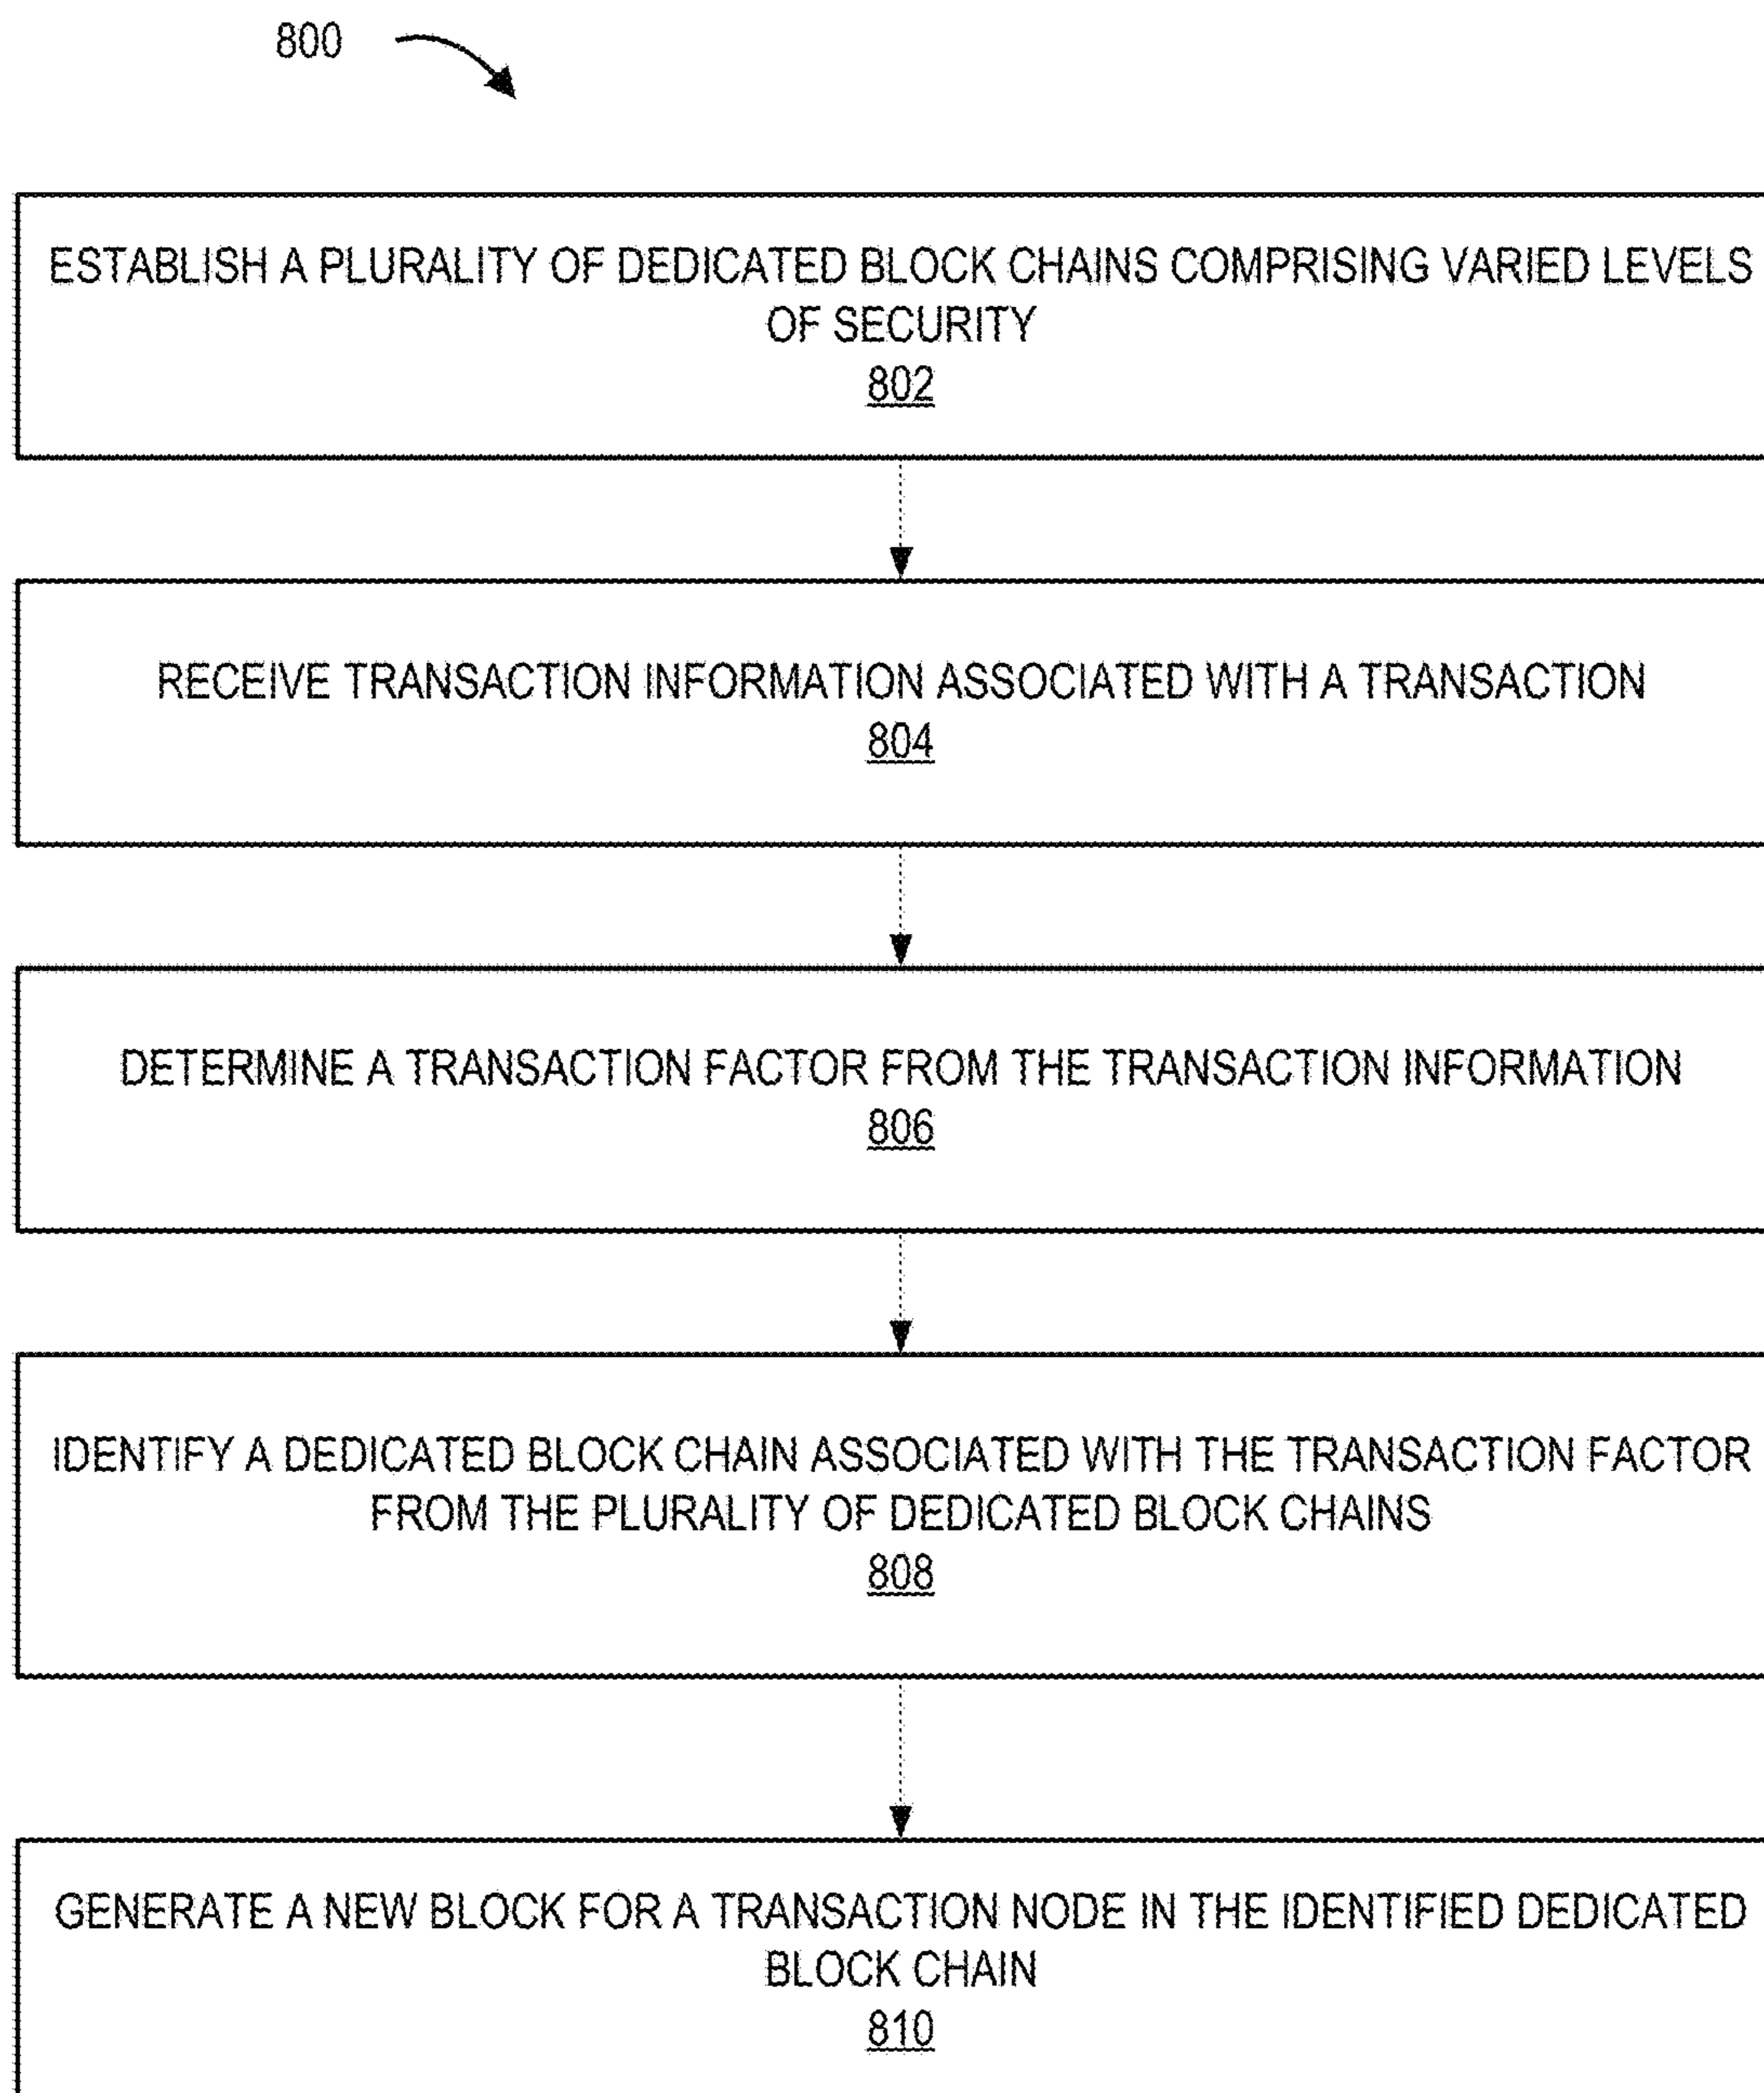 800
ESTABLISH A PLURALITY OF DEDICATED BLOCK CHAINS COMPRISING VARIED LEVELS
OF SECURITY
802
RECEIVE TRANSACTION INFORMATION ASSOCIATED WITH A TRANSACTION
804
DETERMINE A TRANSACTION FACTOR FROM THE TRANSACTION INFORMATION
806
IDENTIFY A DEDICATED BLOCK CHAIN ASSOCIATED WITH THE TRANSACTION FACTOR
FROM THE PLURALITY OF DEDICATED BLOCK CHAINS
808
GENERATE A NEW BLOCK FOR A TRANSACTION NODE IN THE IDENTIFIED DEDICATED
BLOCK CHAIN
810